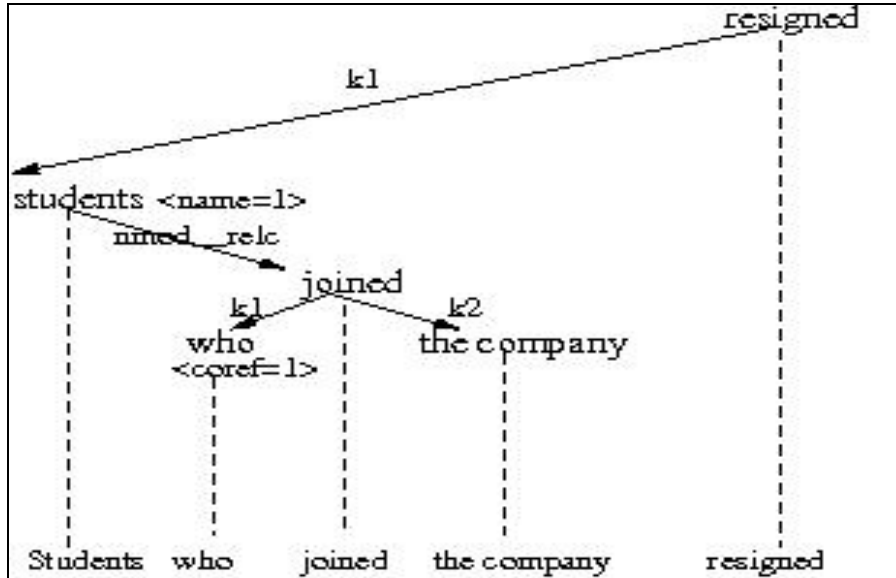 resigned
k1
students <name=1>
nmod__relc
joined
k1 k2
who the company
<coref=1>
Students who joined the company resigned